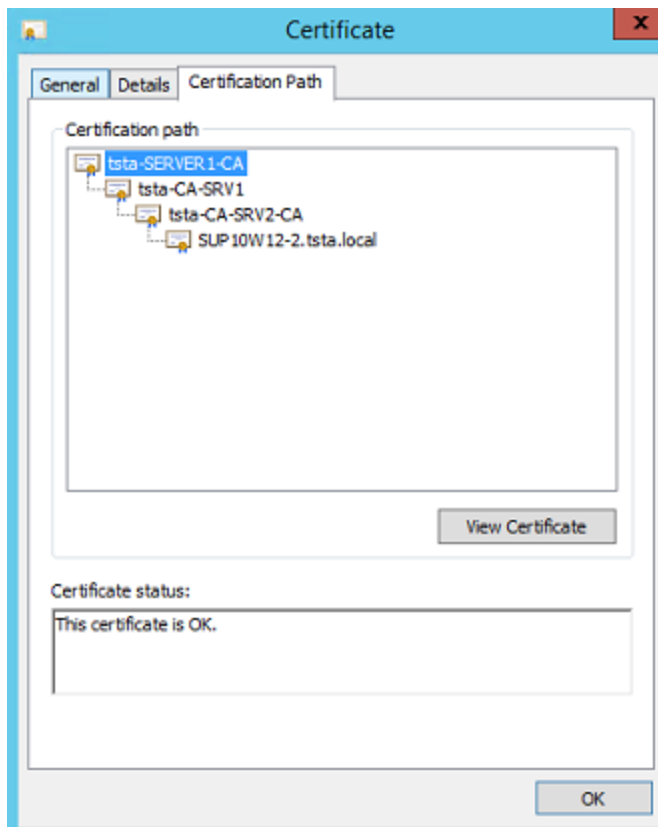 Certificate
x
General Details Certification Path
Certification path
tsta-SERVER1-CA
tsta-CA-SRV1
tsta-CA-SRV2-CA
SUP10W12-2.tsta.local
View Certificate
Certificate status:
This certificate is OK.
OK